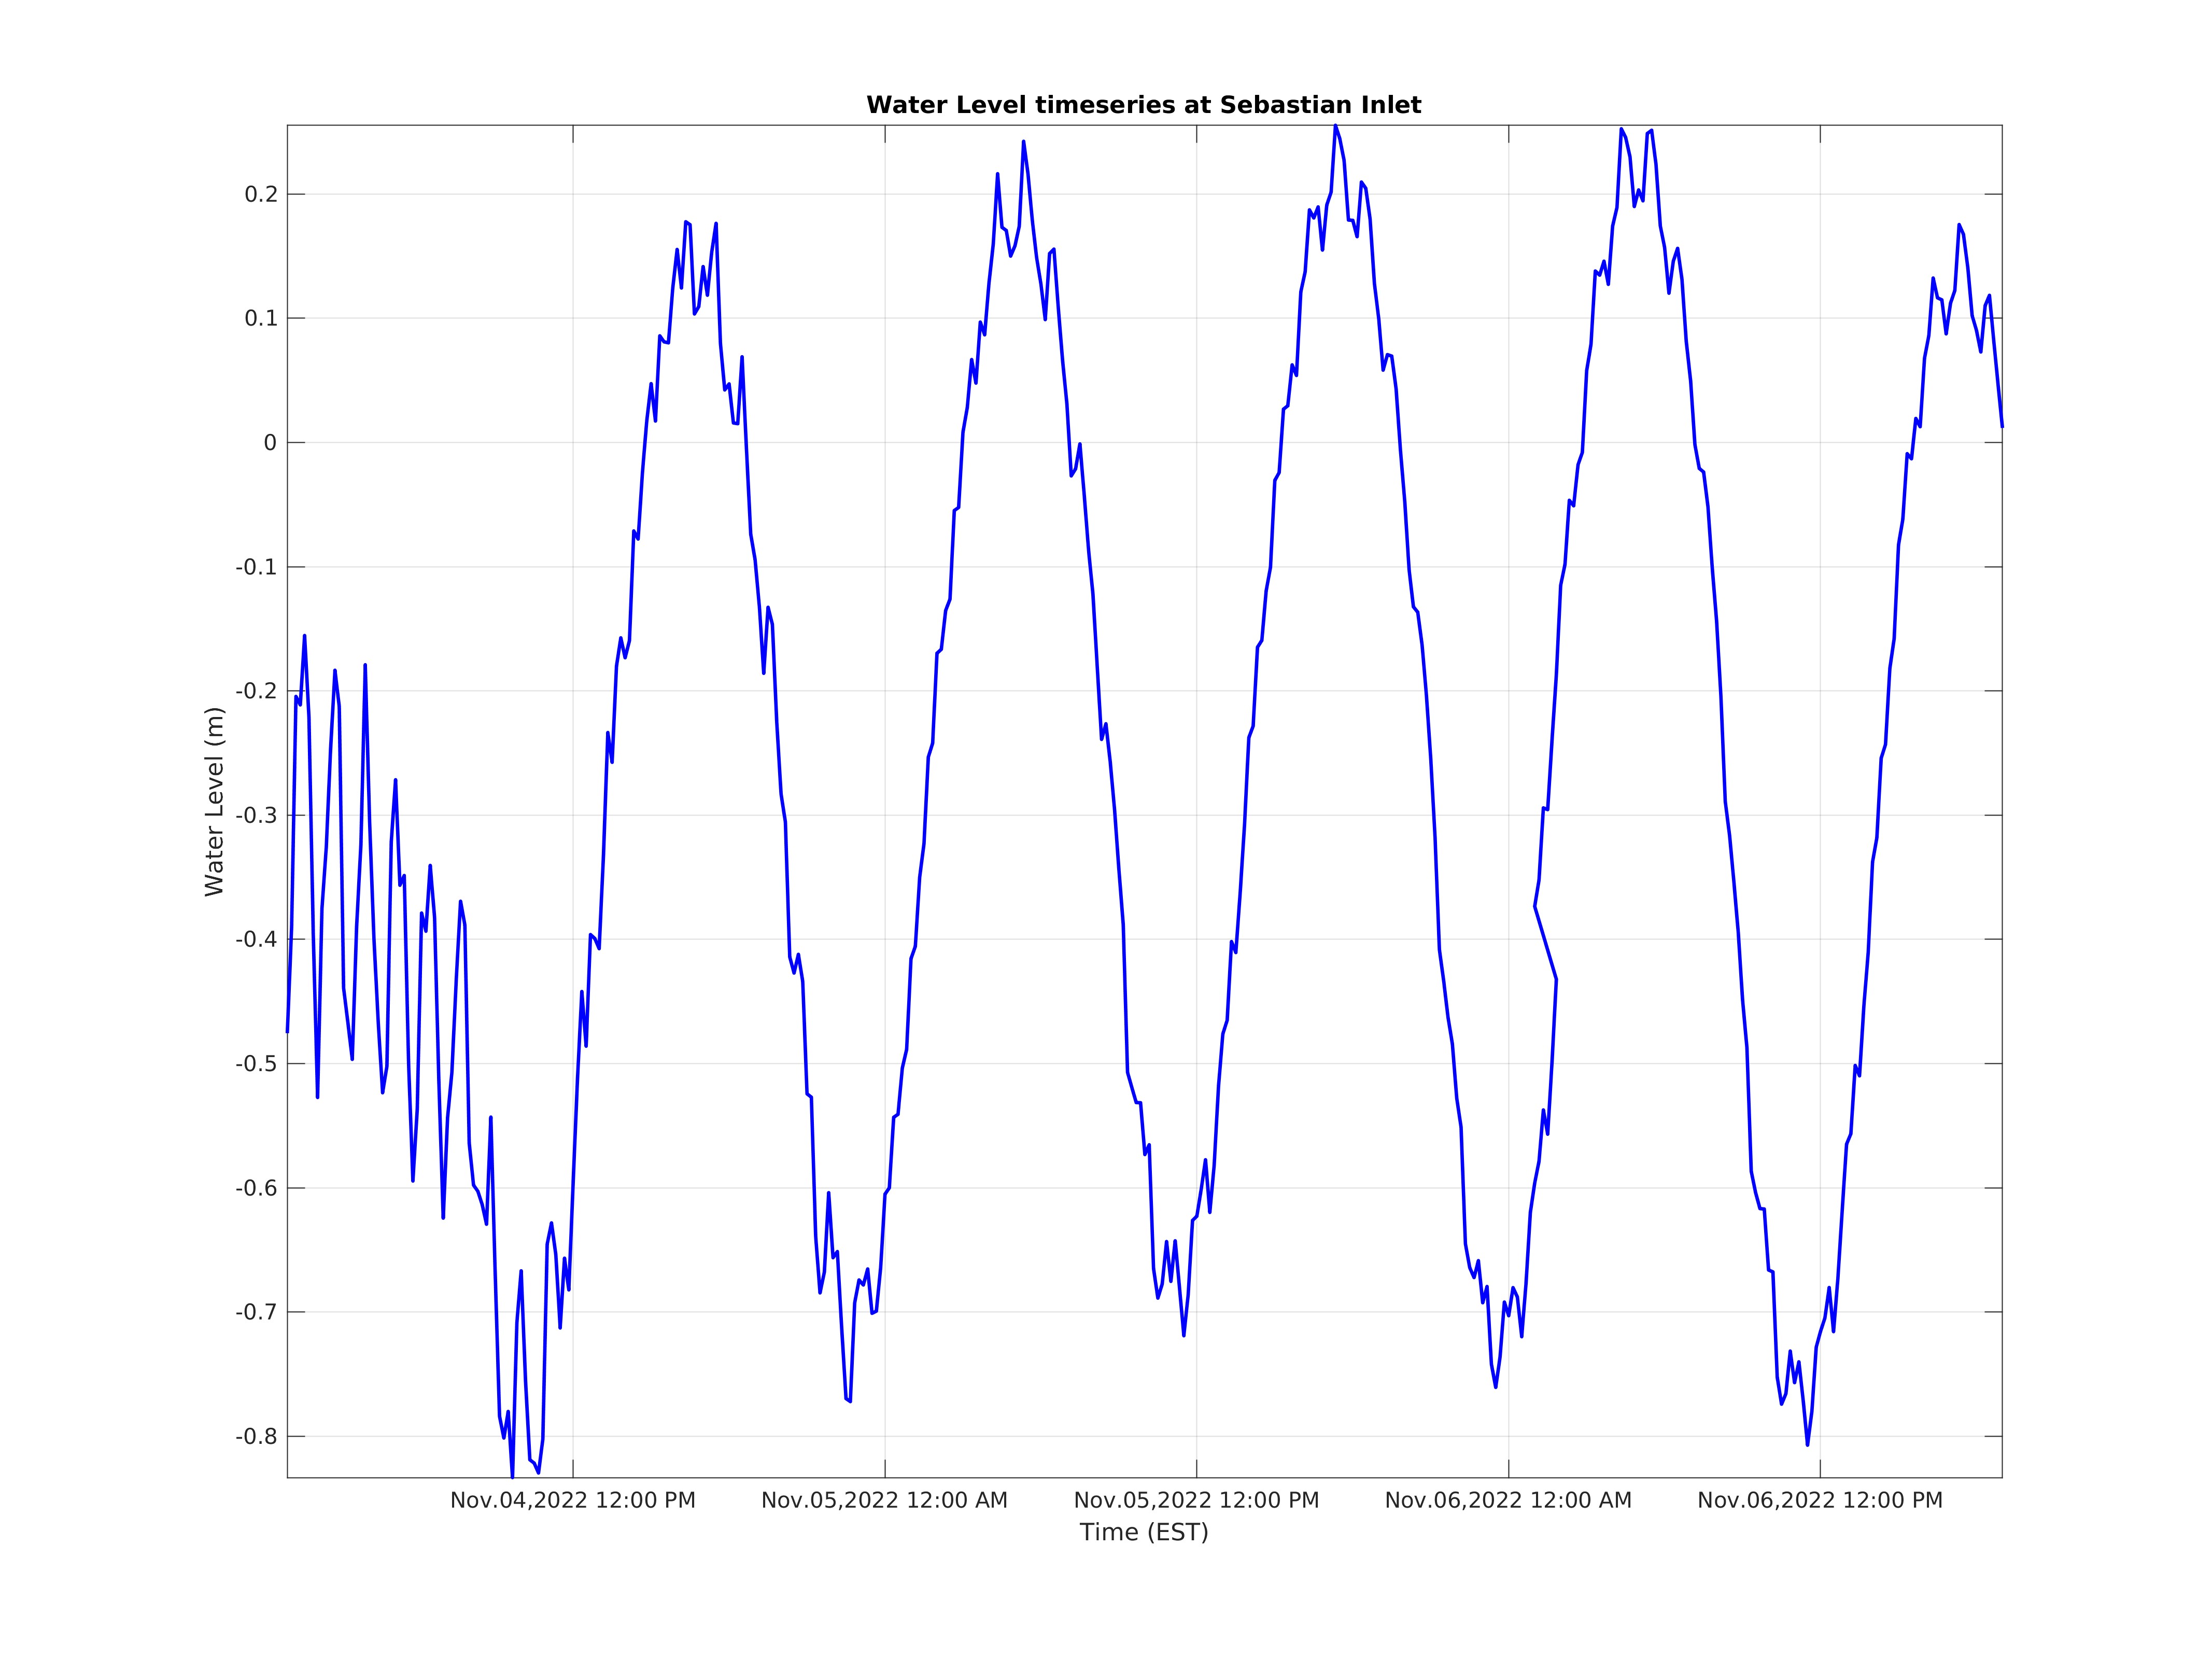 Water Level timeseries at Sebastian Inlet
0.2
0.1
0
-0.1
-0.2
-0.3
-0.4
-0.5
-0.6
-0.7
-0.8
Water Level (m)
Nov.04,2022 12:00 PM
Nov.05,2022 12:00 AM
Nov.05,2022 12:00 PM
Nov.06,2022 12:00 AM
Nov.06,2022 12:00 PM
Time (EST)